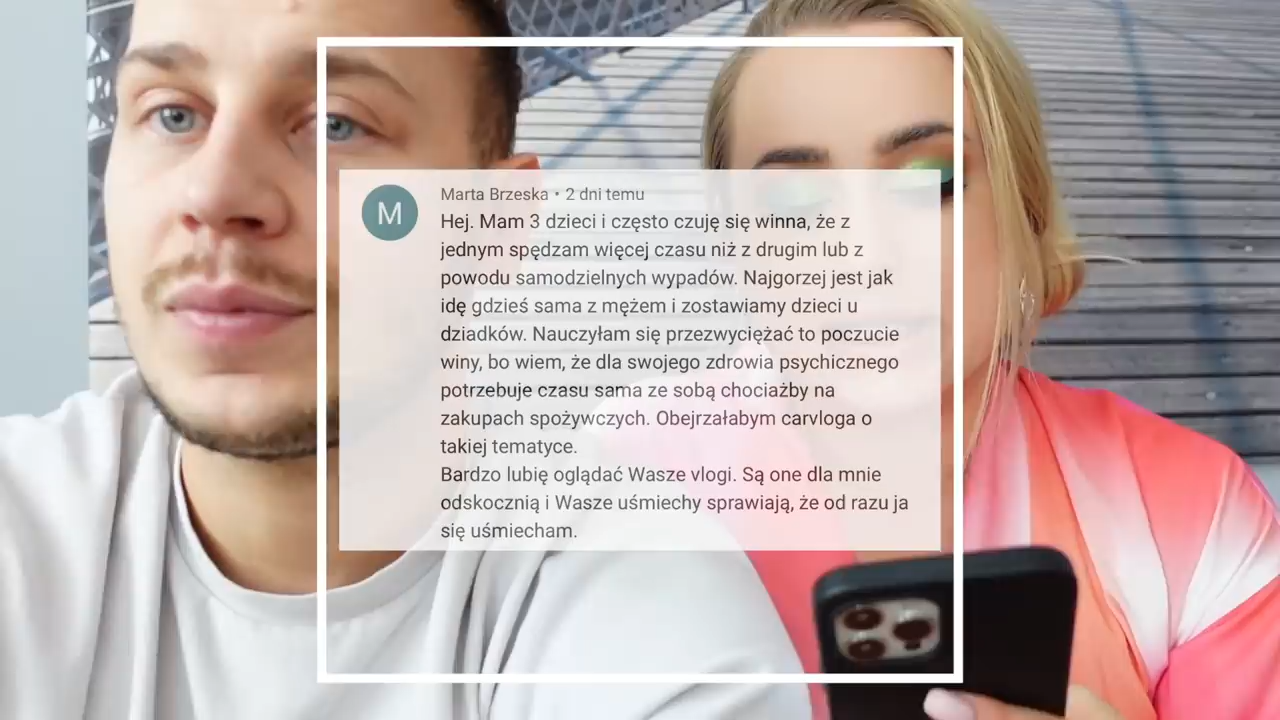 M
Marta Brzeska • 2 dni temu
Hej. Mam 3 dzieci i często czuję się winna, że z
jednym spędzam więcej czasu niż z drugim lub z
powodu samodzielnych wypadów. Najgorzej jest jak
idę gdzieś sama z mężem i zostawiamy dzieci u
dziadków. Nauczyłam się przezwyciężać to poczucie
winy, bo wiem, że dla swojego zdrowia psychicznego
potrzebuje czasu sama ze sobą chociażby na
zakupach spożywczych. Obejrzałabym carvloga o
takiej tematyce.
Bardzo lubię oglądać Wasze vlogi. Są one dla mnie
odskocznią i Wasze uśmiechy sprawiają, że od razu ja
się uśmiecham.